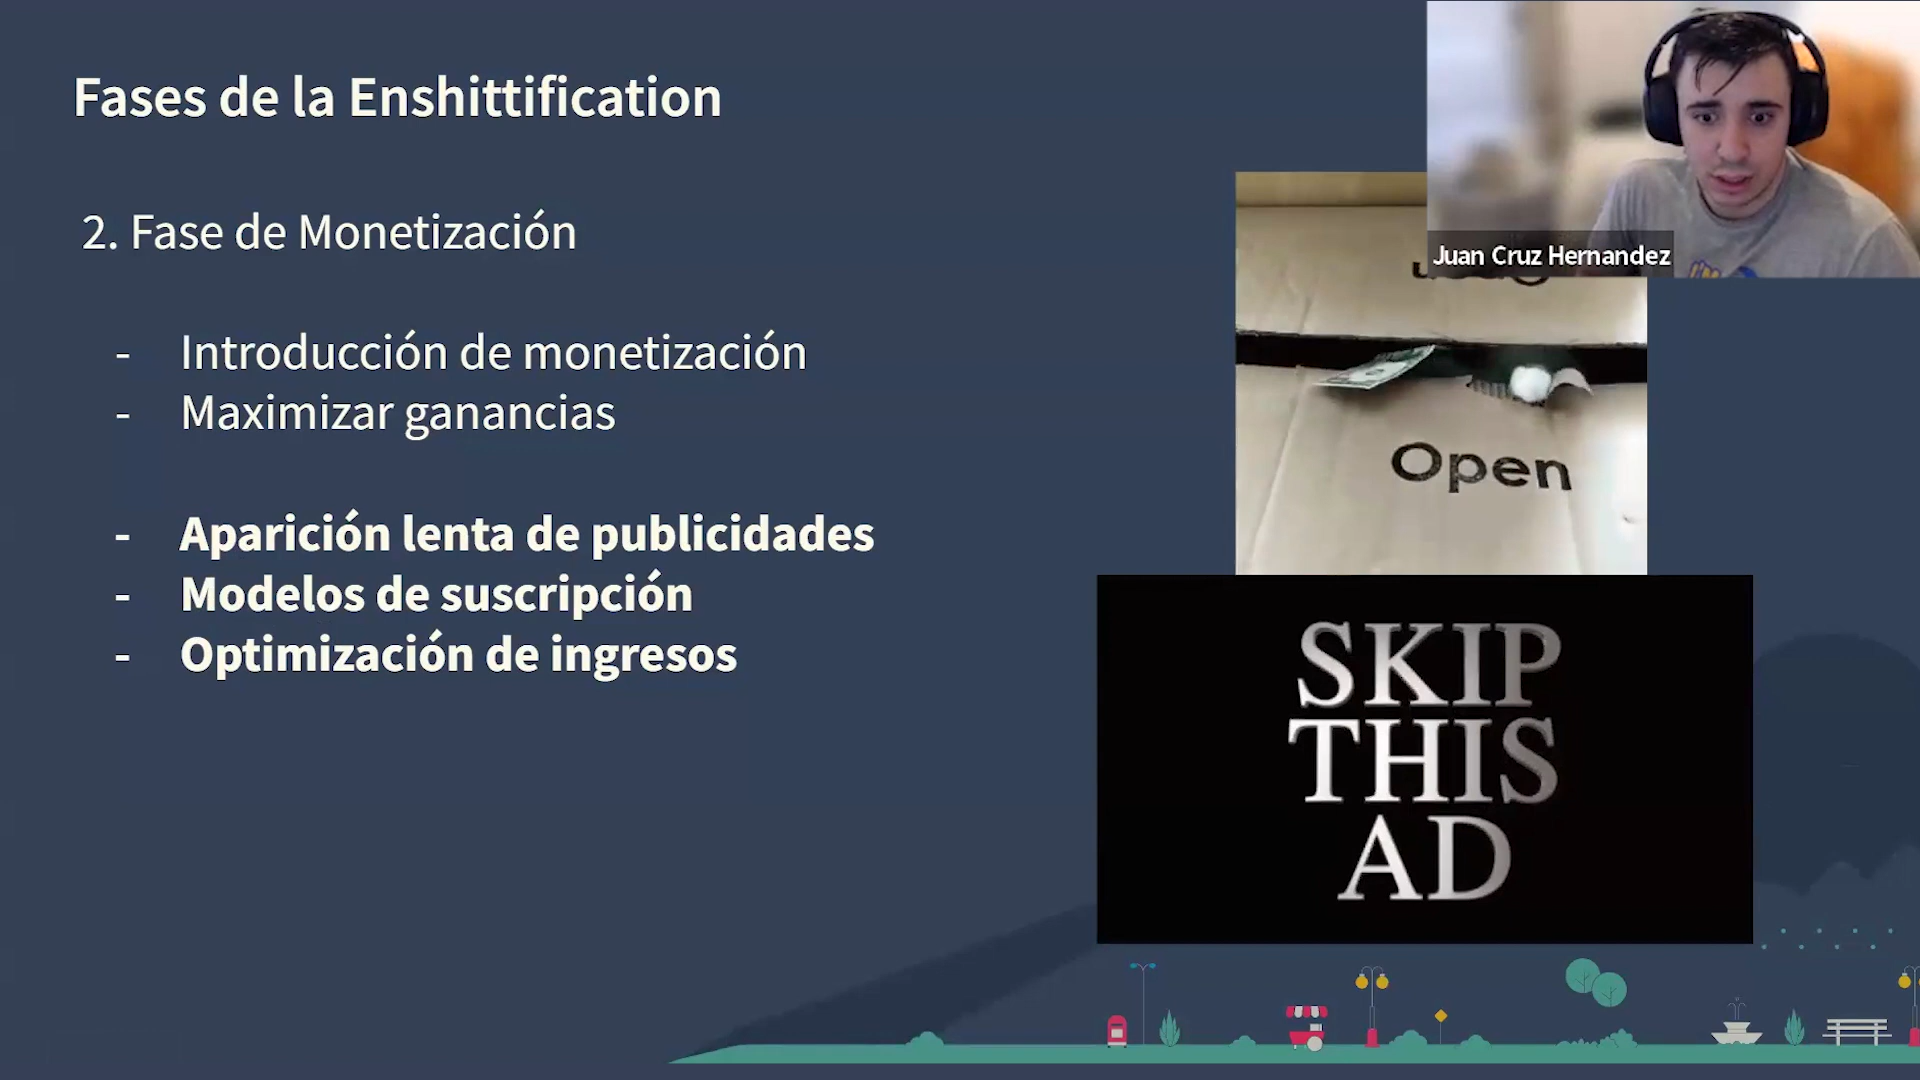 Fases de la Enshittification
2. Fase de Monetización
- Introducción de monetización
- Maximizar ganancias
- Aparición lenta de publicidades
- Modelos de suscripción
- Optimización de ingresos
Juan Cruz Hernandez
Open
SKIP
THIS
AD